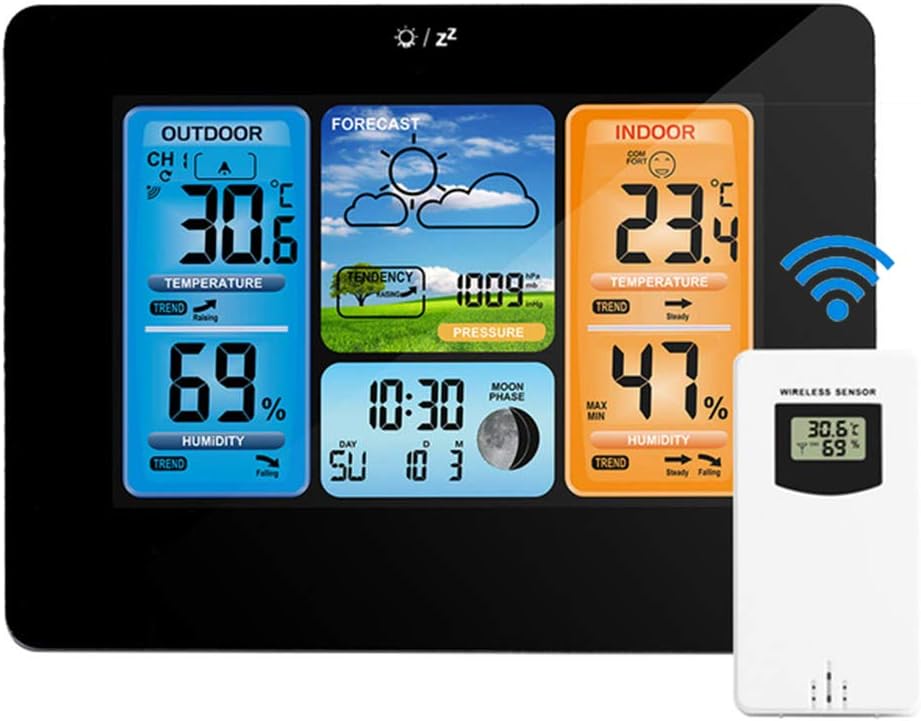 / zZ
OUTDOOR
CH 1
30.6 °C
TEMPERATURE
TREND Raising
69 %
HUMIDITY
TREND Falling
FORECAST
TENDENCY
RAISING
1009 hPa
mb
inHg
PRESSURE
10:30
MOON
PHASE
DAY D M
SU 10 3
INDOOR
COM
FORT
23.4 °C
TEMPERATURE
TREND Steady
MAX
MIN
47 %
HUMIDITY
TREND Steady Falling
WIRELESS SENSOR
30.6 °C
69 %